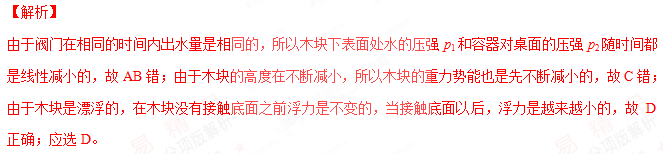 【解析】
由于阀门在相同的时间内出水量是相同的，所以木块下表面处水的压强 p1 和容器对桌面的压强 p2 随时间都
是线性减小的，故 AB 错；由于木块的高度在不断减小，所以木块的重力势能也是先不断减小的，故 C 错；
由于木块是漂浮的，在木块没有接触底面之前浮力是不变的，当接触底面以后，浮力是越来越小的，故 D
正确；应选 D。